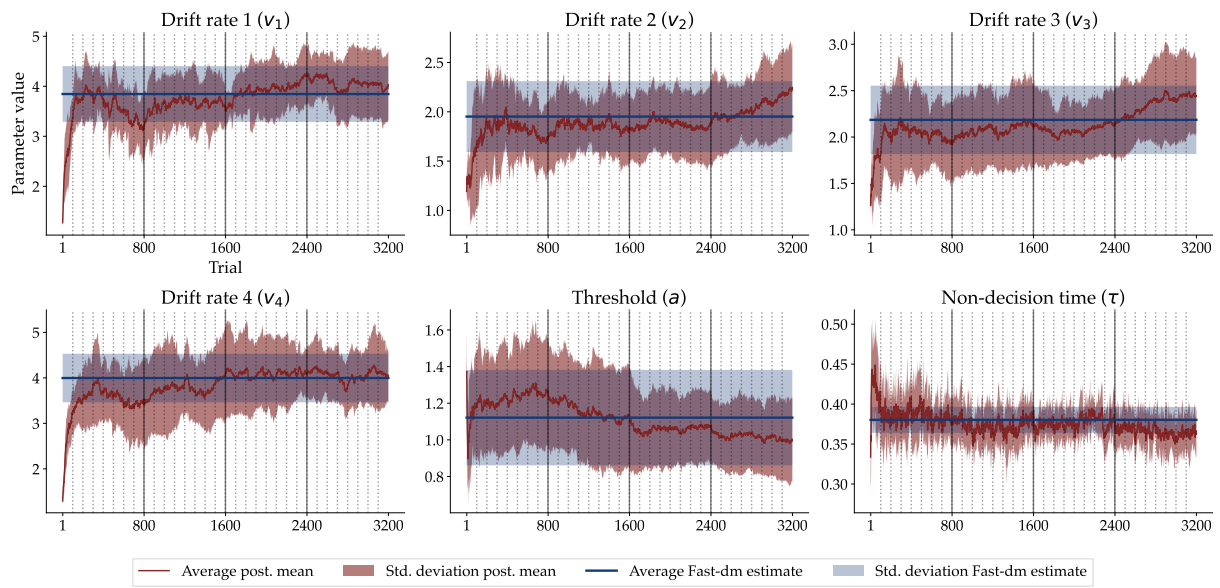 Drift rate 1 (v₁)
Drift rate 2 (v₂)
Drift rate 3 (v₃)
Parameter value
5
4
3
2
2.5
2.0
1.5
1.0
3.0
2.5
2.0
1.5
1.0
1 800 1600 2400 3200
1 800 1600 2400 3200
1 800 1600 2400 3200
Trial
Drift rate 4 (v₄)
Threshold (a)
Non-decision time (τ)
5
4
3
2
1.6
1.4
1.2
1.0
0.8
0.50
0.45
0.40
0.35
0.30
1 800 1600 2400 3200
1 800 1600 2400 3200
1 800 1600 2400 3200
Average post. mean
Std. deviation post. mean
Average Fast-dm estimate
Std. deviation Fast-dm estimate